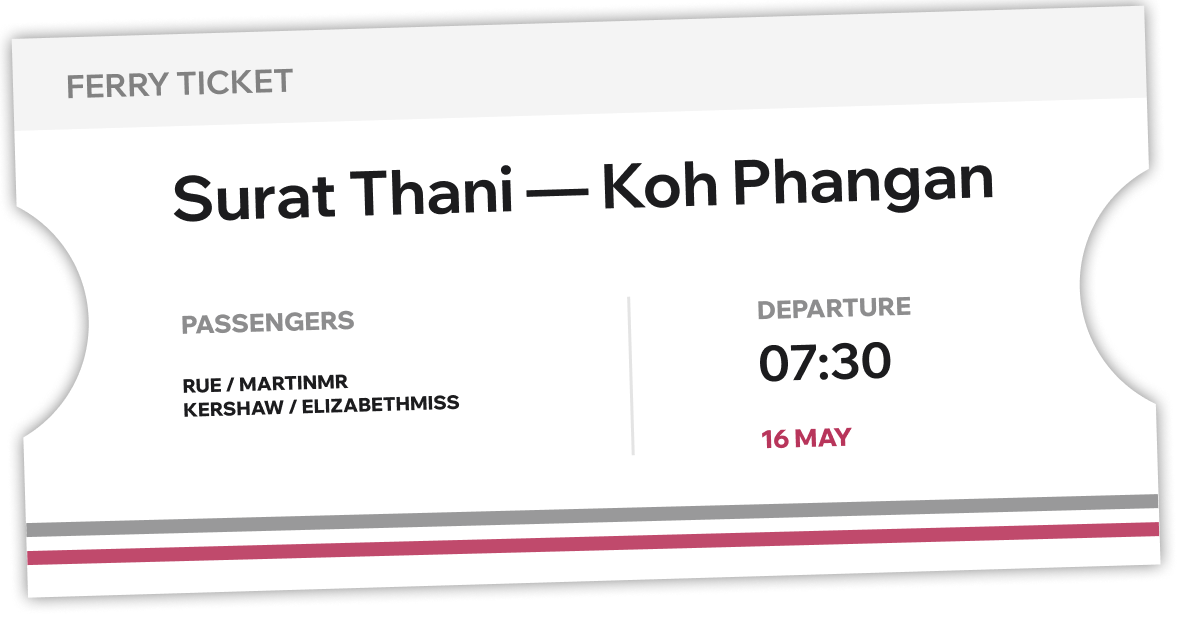 FERRY TICKET
Surat Thani — Koh Phangan
PASSENGERS
RUE / MARTINMR
KERSHAW / ELIZABETHMISS
DEPARTURE
07:30
16 MAY